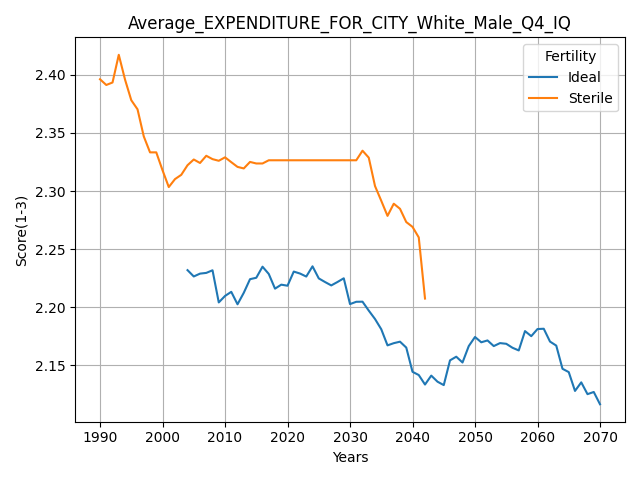 Average_EXPENDITURE_FOR_CITY_White_Male_Q4_IQ
Fertility
Ideal
Sterile
Score(1-3)
2.40
2.35
2.30
2.25
2.20
2.15
1990 2000 2010 2020 2030 2040 2050 2060 2070
Years